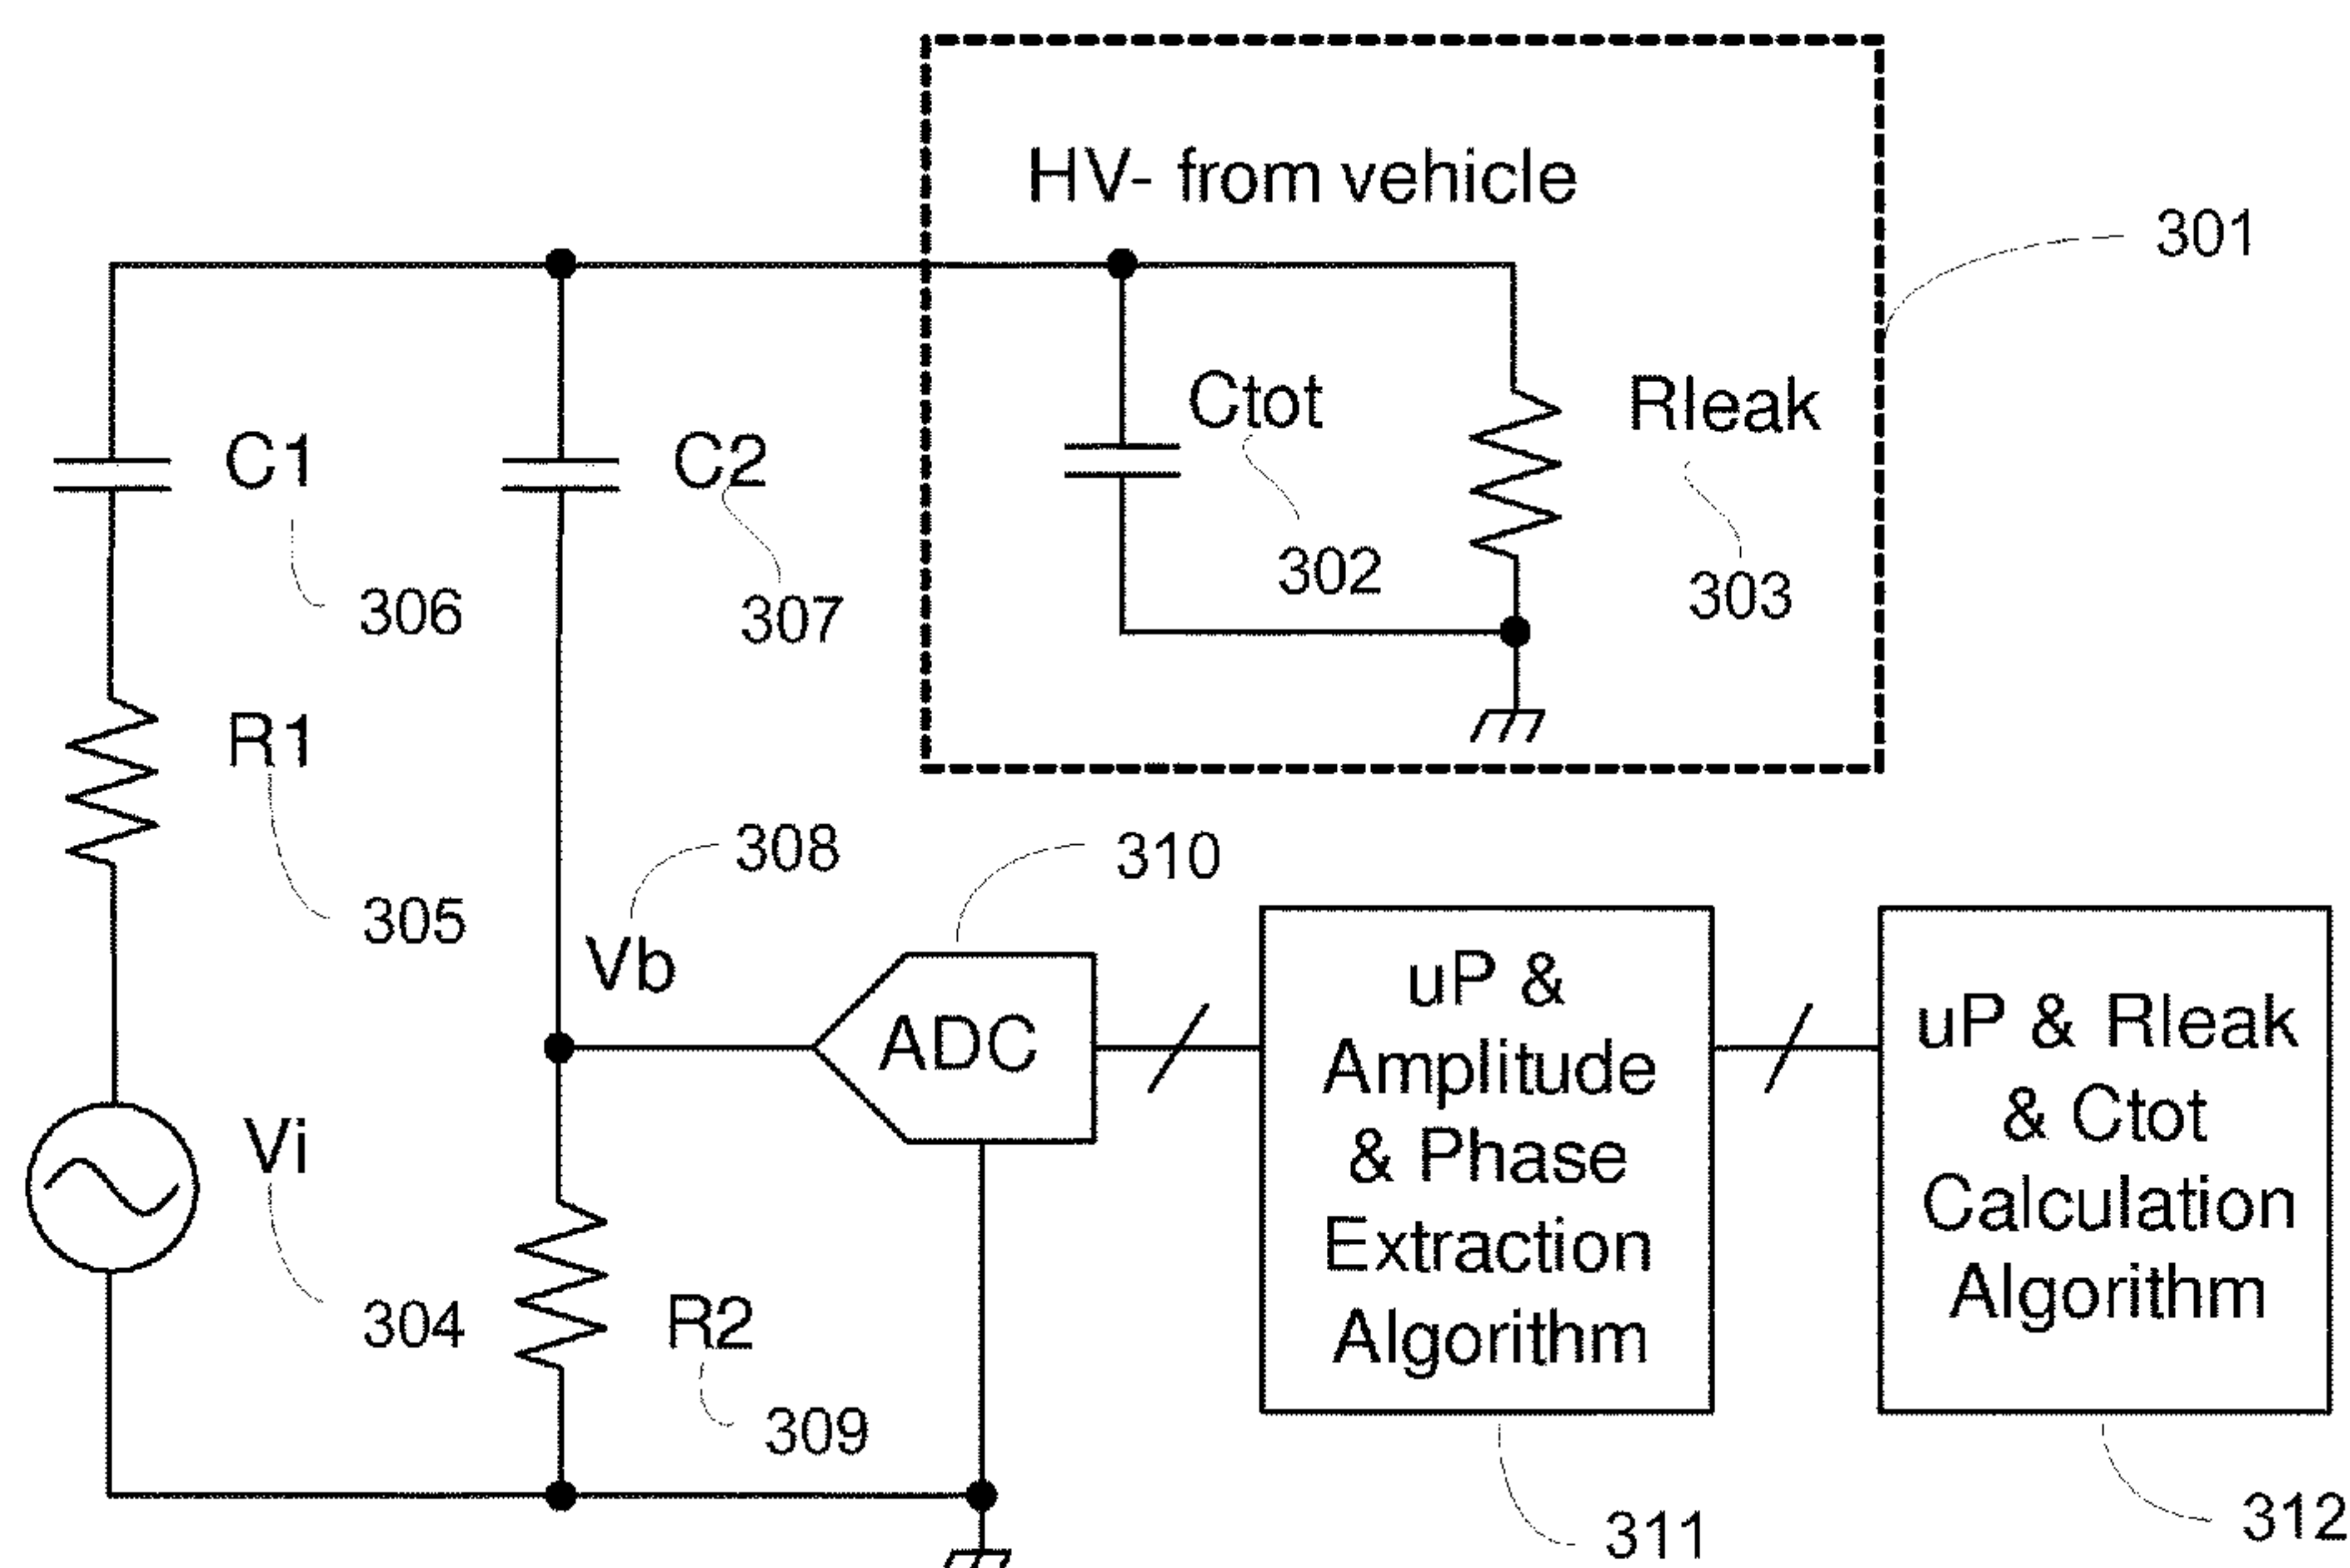 HV- from vehicle
301
Ctot
Rleak
C1
C2
302
303
306
307
R1
308
310
305
Vb
ADC
uP &
Amplitude
& Phase
Extraction
Algorithm
uP & Rleak
& Ctot
Calculation
Algorithm
Vi
304
R2
309
311
312